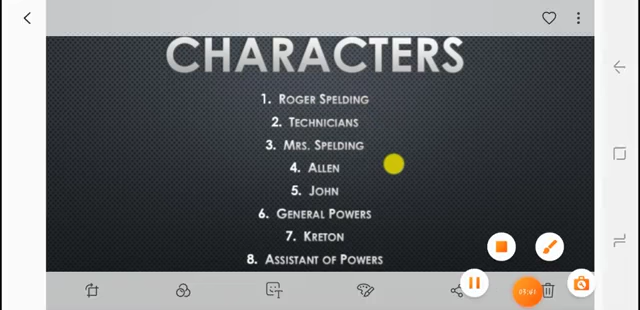 CHARACTERS
1. ROGER SPELDING
2. TECHNICIANS
3. MRS. SPELDING
4. ALLEN
5. JOHN
6. GENERAL POWERS
7. KRETON
8. ASSISTANT OF POWERS